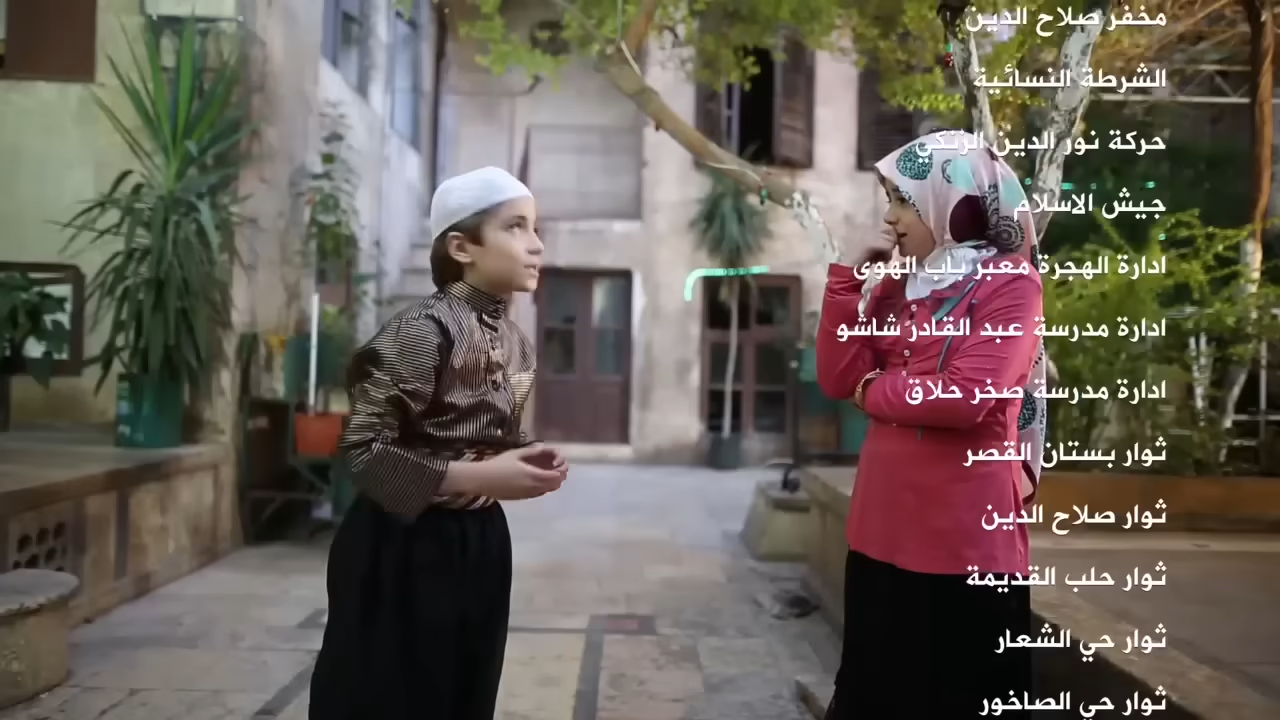 مخفر صلاح الدين
الشرطة النسائية
حركة نور الدين الزنكي
جيش الاسلام
ادارة الهجرة معبر باب الهوى
ادارة مدرسة عبد القادر شاشو
ادارة مدرسة صخر حلاق
ثوار بستان القصر
ثوار صلاح الدين
ثوار حلب القديمة
ثوار حي الشعار
ثوار حي الصاخور